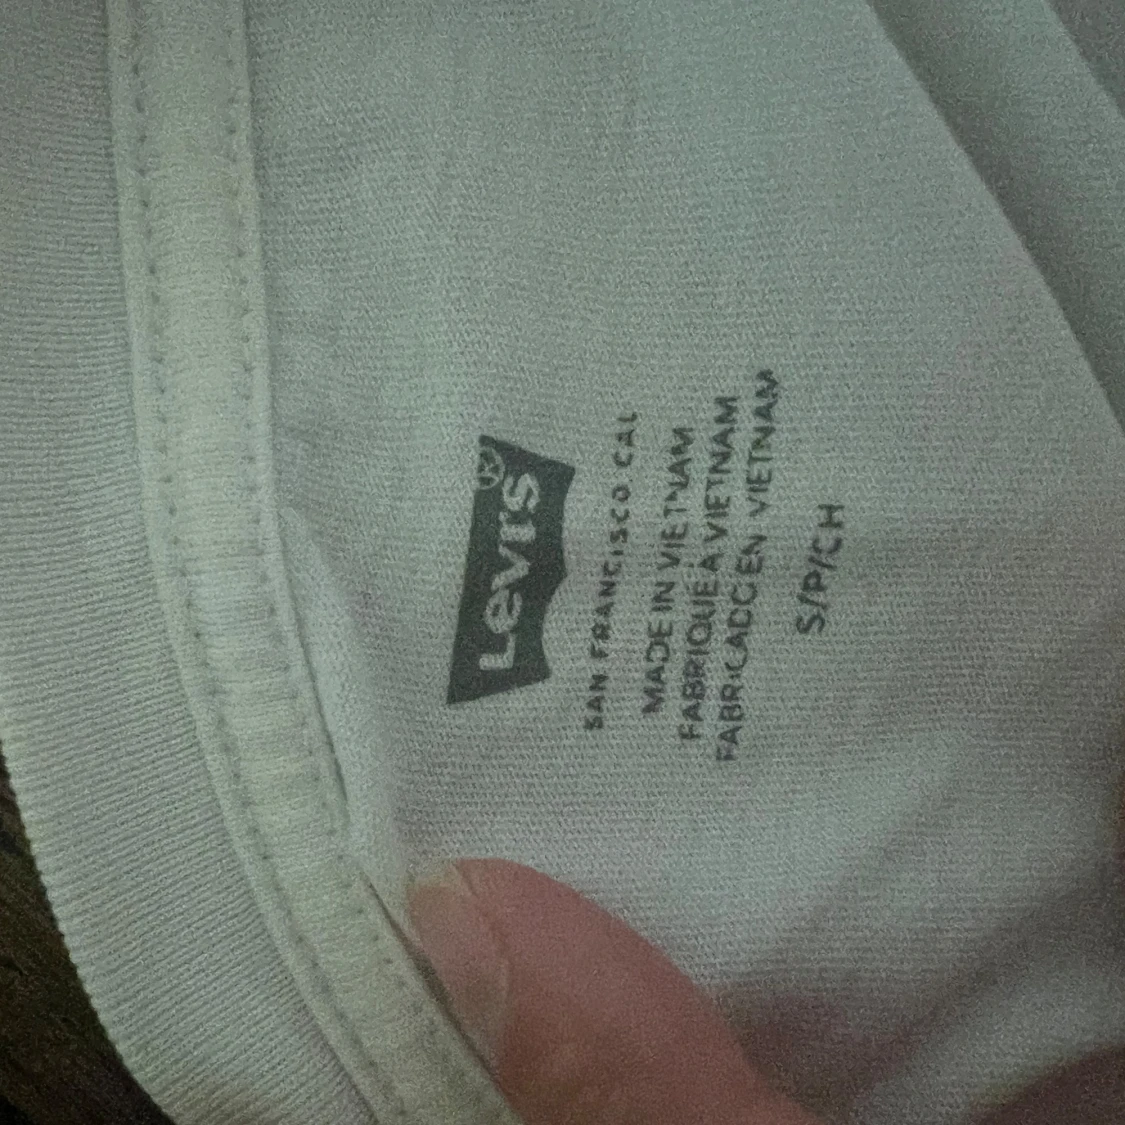 Levi's®
SAN FRANCISCO, CAL
MADE IN VIETNAM
FABRIQUÉ À VIETNAM
FABRICADO EN VIETNAM
S/P/CH